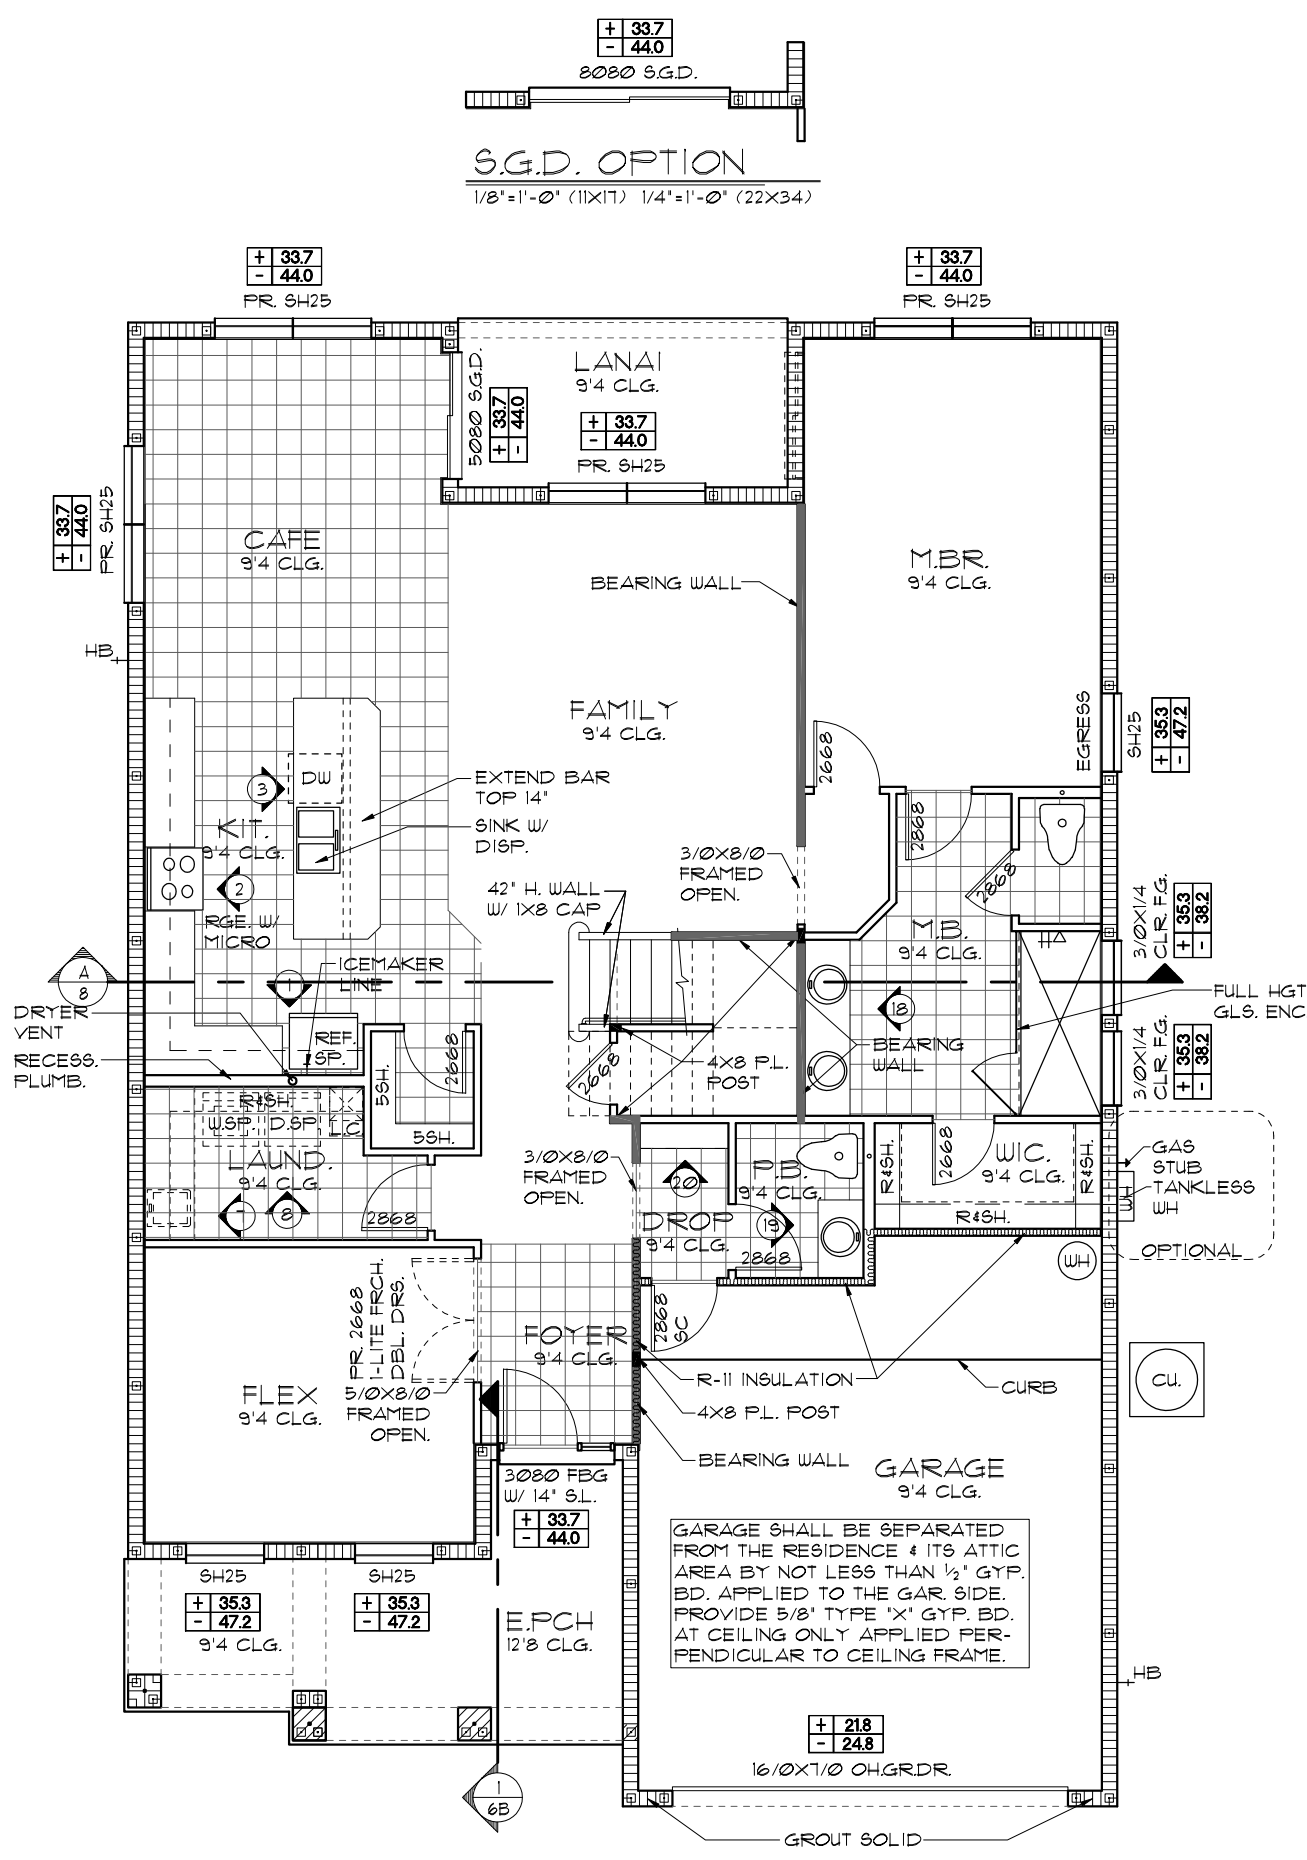 + 33.7
- 44.0
8080 S.G.D.
S.G.D. OPTION
1/8"=1'-0" (11X17) 1/4"=1'-0" (22X34)
+ 33.7
- 44.0
PR. SH25
+ 33.7
- 44.0
PR. SH25
LANAI
9'4 CLG.
+ 33.7
- 44.0
PR. SH25
5080 S.G.D.
+ 33.7
- 44.0
+ 33.7
- 44.0
PR. SH25
CAFE
9'4 CLG.
M.BR.
9'4 CLG.
BEARING WALL
HB
FAMILY
9'4 CLG.
2668
EGRESS
SH25
+ 35.3
- 47.2
DW
3
EXTEND BAR
TOP 14"
SINK W/
DISP.
KIT.
9'4 CLG.
2
RGE. W/
MICRO
42" H. WALL
W/ 1X8 CAP
3/0X8/0
FRAMED
OPEN.
2868
2668
M.B.
9'4 CLG.
3/0X1/4
CLR. F.G.
+ 35.3
- 38.2
A
8
ICEMAKER
LINE
1
DRYER
VENT
RECESS.
PLUMB.
REF.
SP.
18
FULL HGT
GLS. ENC
3/0X1/4
CLR. F.G.
+ 35.3
- 38.2
2668
5SH.
5SH.
2668
4X8 P.L.
POST
BEARING
WALL
R&SH.
W.SP. D.SP
L.C.
LAUND.
9'4 CLG.
7
8
2868
3/0X8/0
FRAMED
OPEN.
20
DROP
9'4 CLG.
P.B.
9'4 CLG.
19
2868
R&SH.
2668
WIC.
9'4 CLG.
R&SH.
R&SH.
GAS
STUB
TANKLESS
WH
WH
OPTIONAL
WH
PR. 2668
1-LITE FRCH.
DBL. DRS.
5/0X8/0
FRAMED
OPEN.
FOYER
9'4 CLG.
2868
SC
FLEX
9'4 CLG.
R-11 INSULATION
CURB
4X8 P.L. POST
BEARING WALL
CU.
3080 FBG
W/ 14" S.L.
+ 33.7
- 44.0
GARAGE
9'4 CLG.
GARAGE SHALL BE SEPARATED
FROM THE RESIDENCE & ITS ATTIC
AREA BY NOT LESS THAN 1/2" GYP.
BD. APPLIED TO THE GAR. SIDE.
PROVIDE 5/8" TYPE "X" GYP. BD.
AT CEILING ONLY APPLIED PER-
PENDICULAR TO CEILING FRAME.
SH25
+ 35.3
- 47.2
9'4 CLG.
SH25
+ 35.3
- 47.2
E.PCH
12'8 CLG.
HB
+ 21.8
- 24.8
16/0X7/0 OH.GR.DR.
1
6B
GROUT SOLID